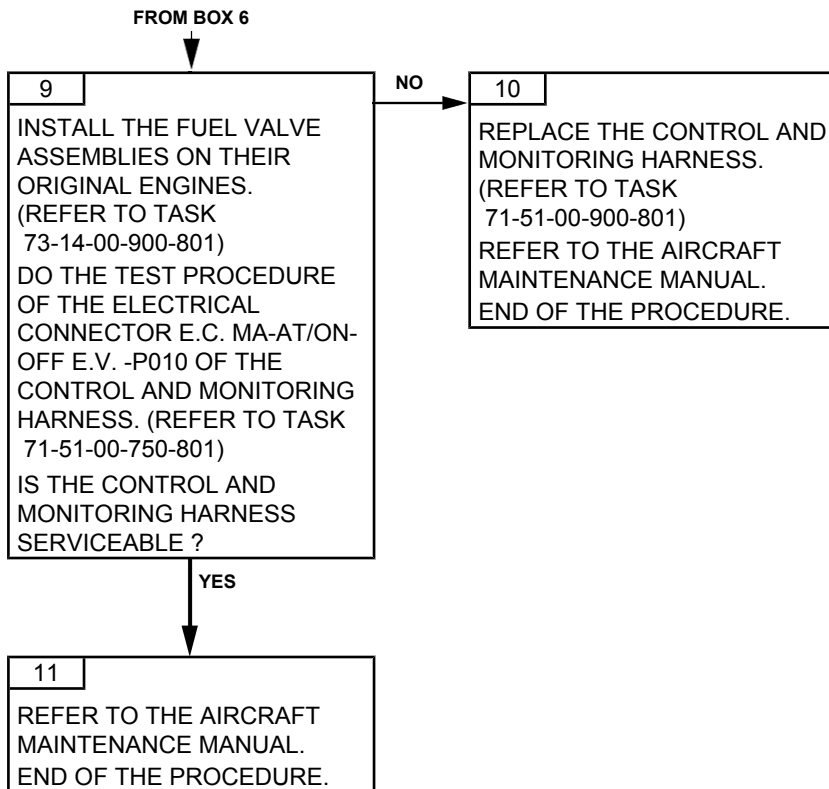 FROM BOX 6
9
INSTALL THE FUEL VALVE
ASSEMBLIES ON THEIR
ORIGINAL ENGINES.
(REFER TO TASK
73-14-00-900-801)
DO THE TEST PROCEDURE
OF THE ELECTRICAL
CONNECTOR E.C. MA-AT/ON-
OFF E.V. -P010 OF THE
CONTROL AND MONITORING
HARNESS. (REFER TO TASK
71-51-00-750-801)
IS THE CONTROL AND
MONITORING HARNESS
SERVICEABLE ?
NO
10
REPLACE THE CONTROL AND
MONITORING HARNESS.
(REFER TO TASK
71-51-00-900-801)
REFER TO THE AIRCRAFT
MAINTENANCE MANUAL.
END OF THE PROCEDURE.
YES
11
REFER TO THE AIRCRAFT
MAINTENANCE MANUAL.
END OF THE PROCEDURE.